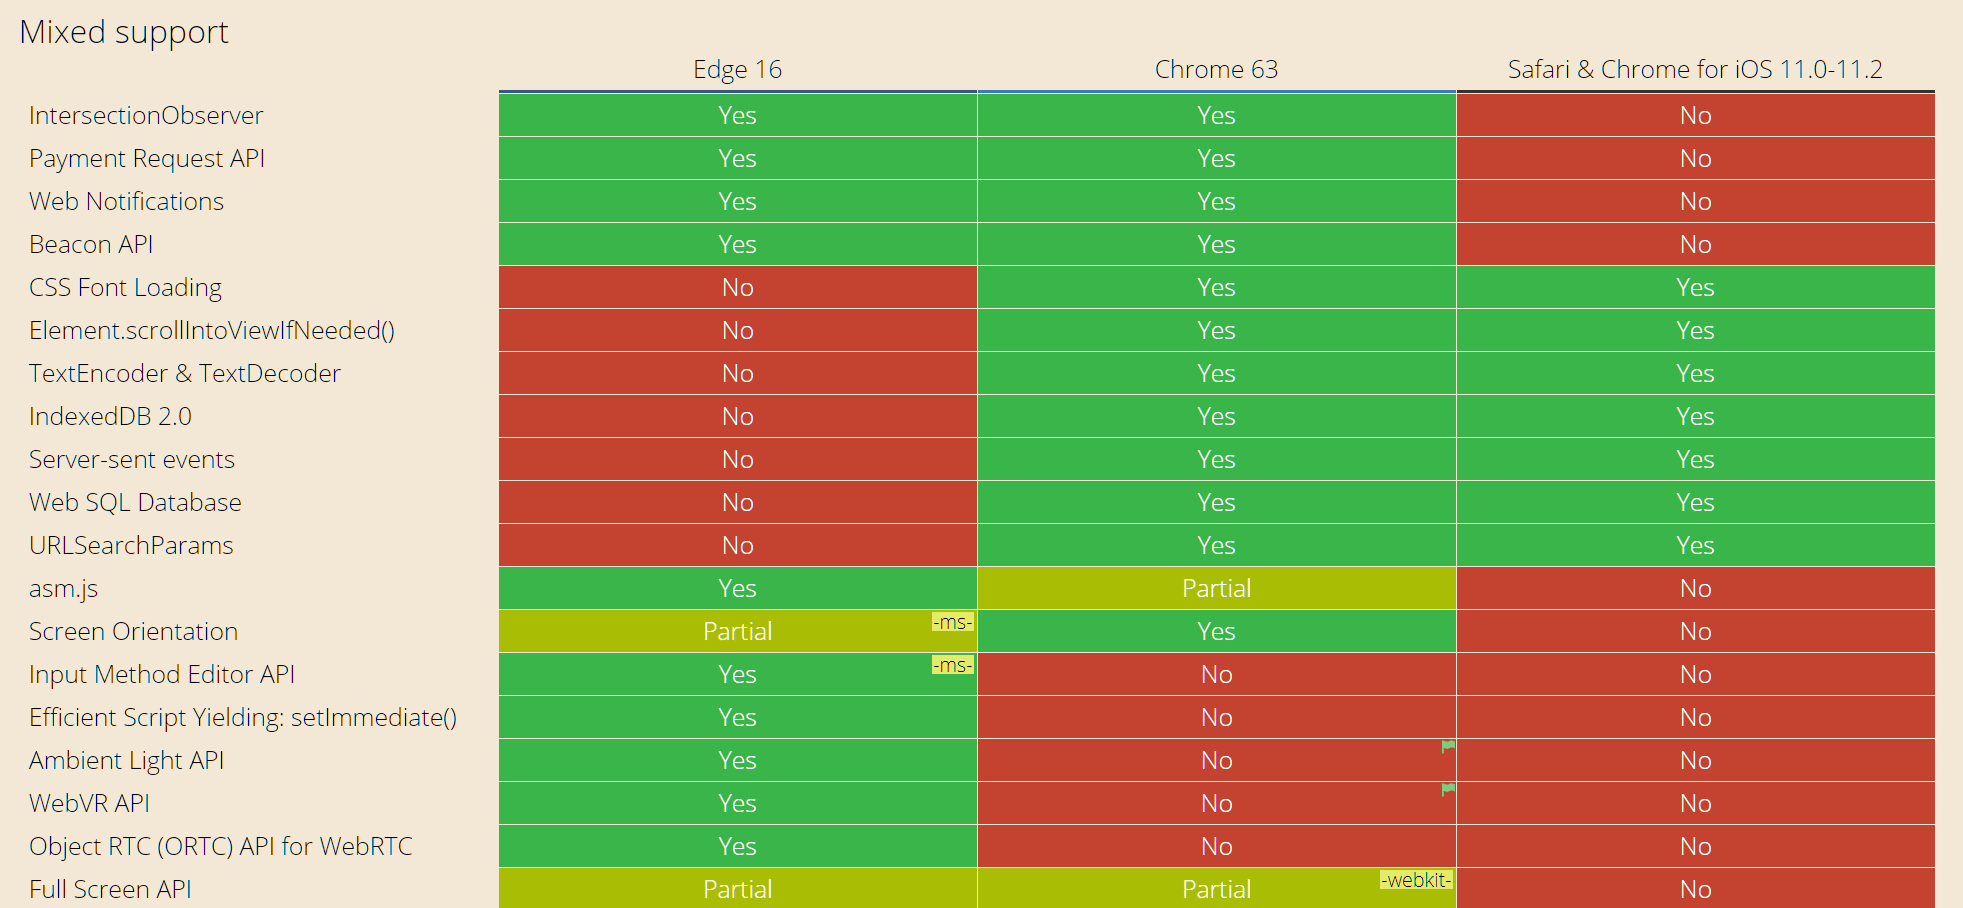 Mixed support
Edge 16 Chrome 63 Safari & Chrome for iOS 11.0-11.2
IntersectionObserver Yes Yes No
Payment Request API Yes Yes No
Web Notifications Yes Yes No
Beacon API Yes Yes No
CSS Font Loading No Yes Yes
Element.scrollIntoViewIfNeeded() No Yes Yes
TextEncoder & TextDecoder No Yes Yes
IndexedDB 2.0 No Yes Yes
Server-sent events No Yes Yes
Web SQL Database No Yes Yes
URLSearchParams No Yes Yes
asm.js Yes Partial No
Screen Orientation Partial -ms- Yes No
Input Method Editor API Yes -ms- No No
Efficient Script Yielding: setImmediate() Yes No No
Ambient Light API Yes No No
WebVR API Yes No No
Object RTC (ORTC) API for WebRTC Yes No No
Full Screen API Partial Partial -webkit- No